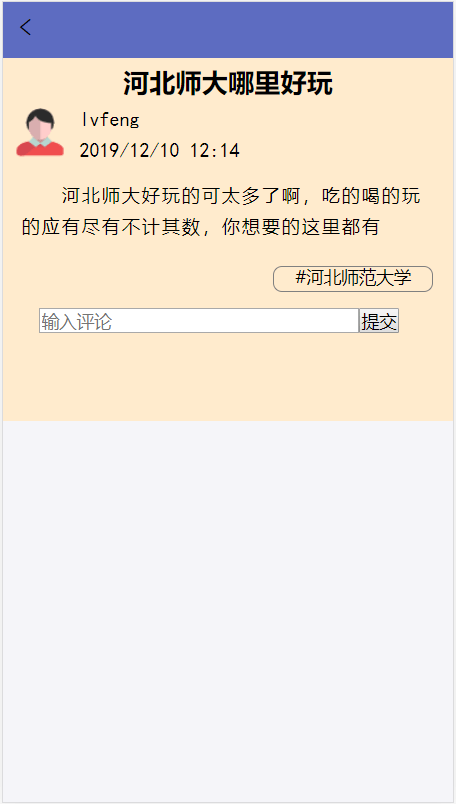 河北师大哪里好玩
lvfeng
2019/12/10 12:14
河北师大好玩的可太多了啊，吃的喝的玩
的应有尽有不计其数，你想要的这里都有
#河北师范大学
输入评论 提交